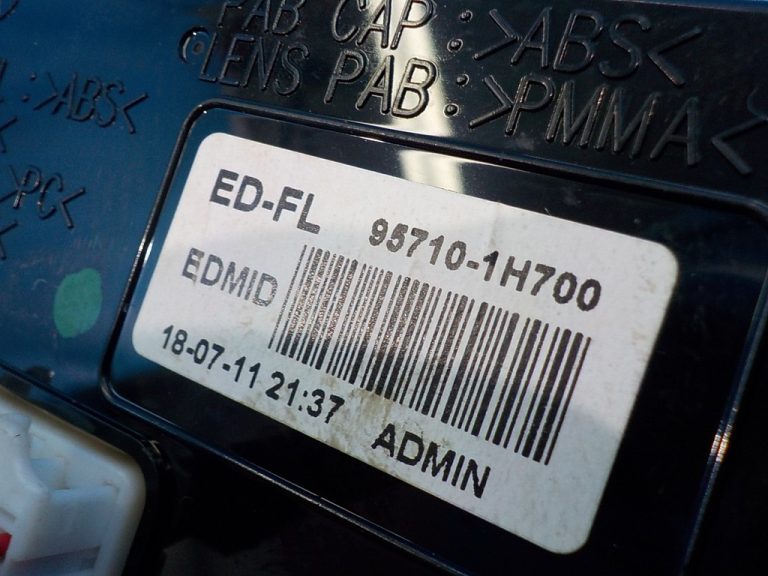 PAB CAP : >ABS<
LENS PAB : >PMMA<
: >ABS<
>PC<
ED-FL 95710-1H700
EDMID
18-07-11 21:37 ADMIN